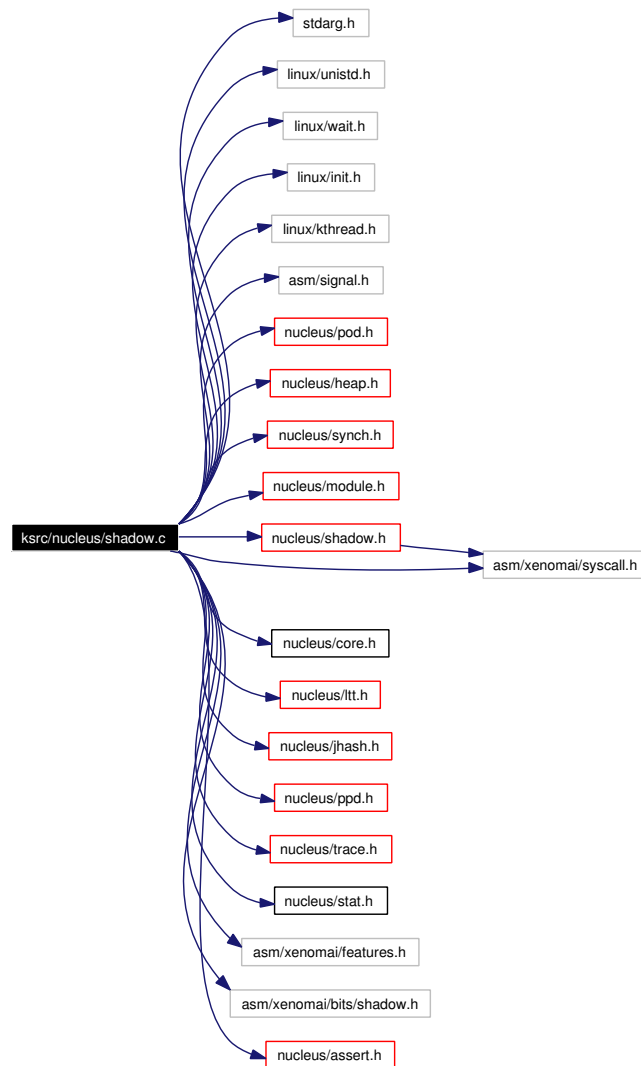 stdarg.h
linux/unistd.h
linux/wait.h
linux/init.h
linux/kthread.h
asm/signal.h
nucleus/pod.h
nucleus/heap.h
nucleus/synch.h
nucleus/module.h
ksrc/nucleus/shadow.c
nucleus/shadow.h
asm/xenomai/syscall.h
nucleus/core.h
nucleus/ltt.h
nucleus/jhash.h
nucleus/ppd.h
nucleus/trace.h
nucleus/stat.h
asm/xenomai/features.h
asm/xenomai/bits/shadow.h
nucleus/assert.h